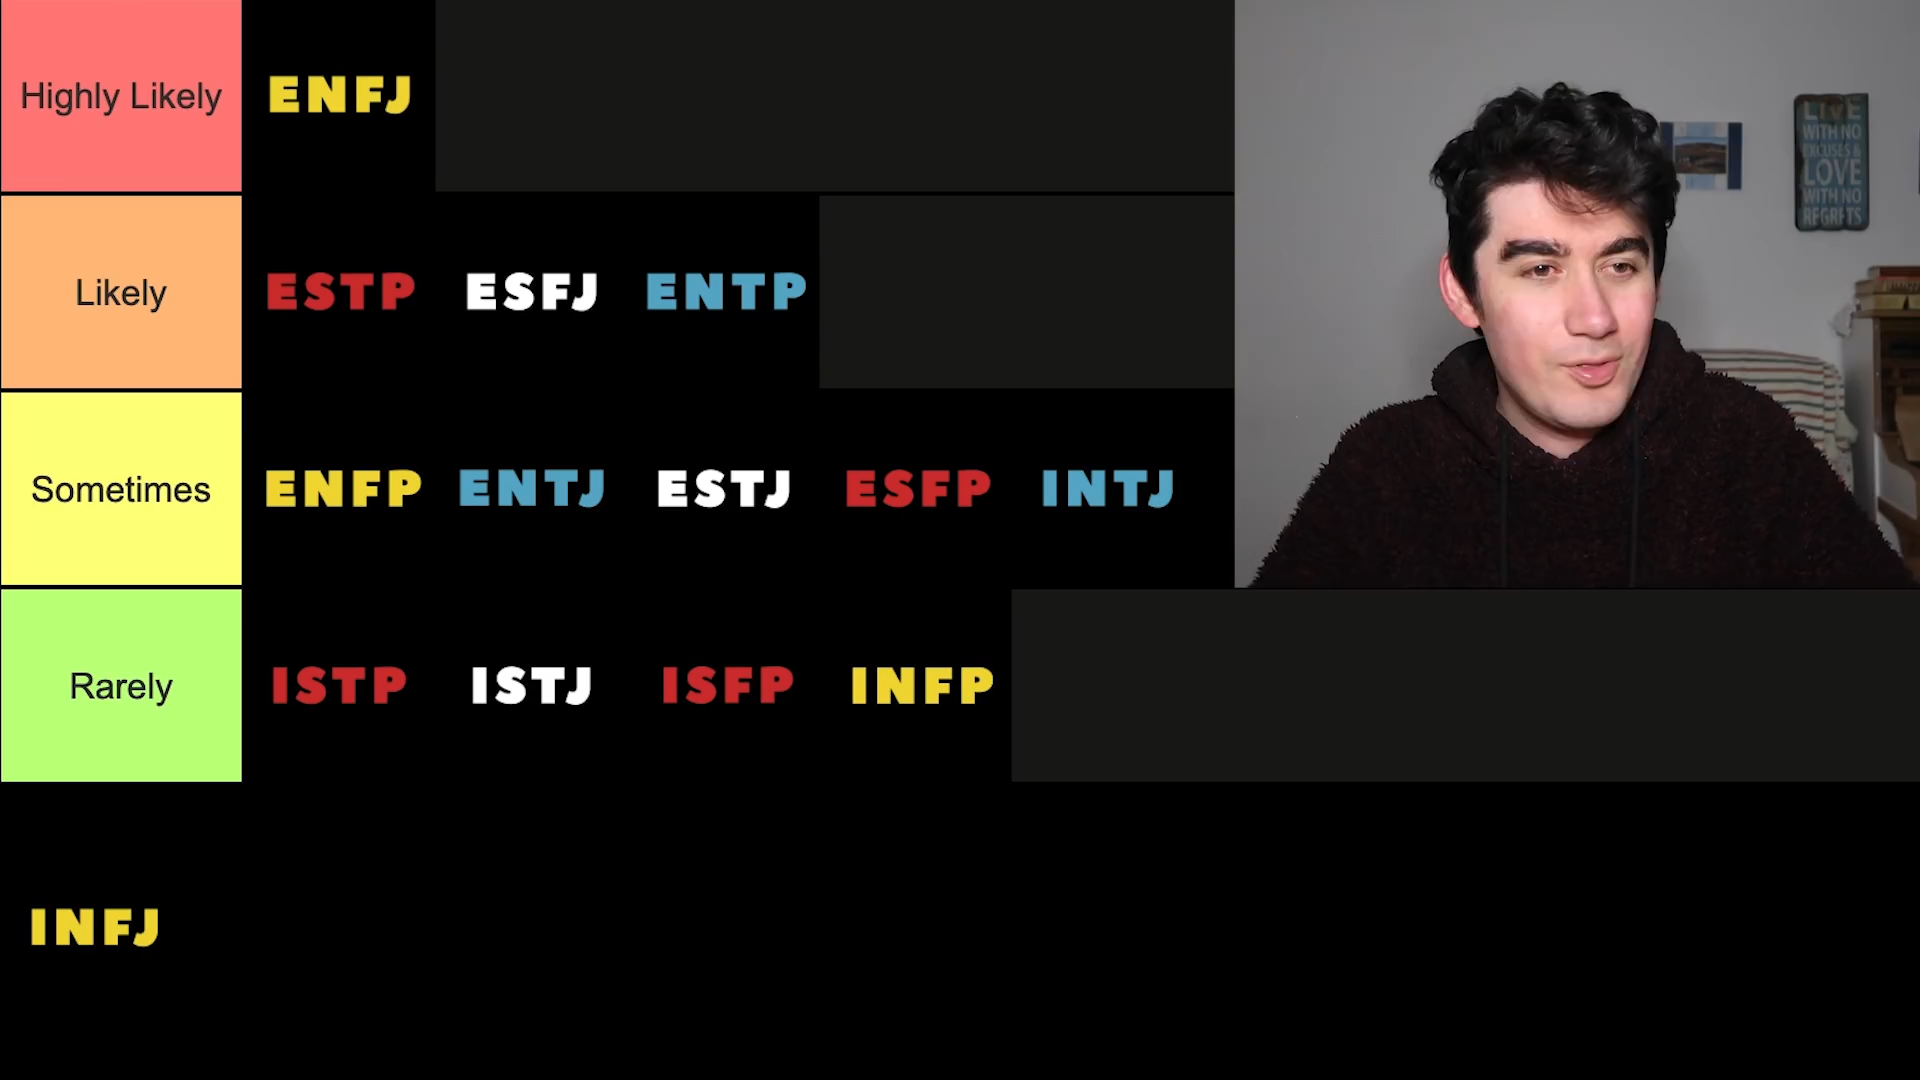 Highly Likely
ENFJ
Likely
ESTP ESFJ ENTP
Sometimes
ENFP ENTJ ESTJ ESFP INTJ
Rarely
ISTP ISTJ ISFP INFP
INFJ
LIVE
WITH NO
EXCUSES &
LOVE
WITH NO
REGRETS